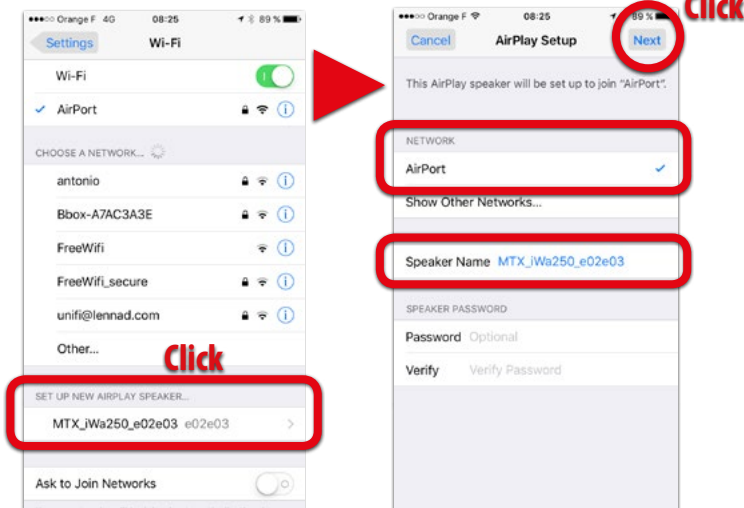 Orange F 4G 08:25 89 %
Settings Wi-Fi
Wi-Fi
AirPort
CHOOSE A NETWORK...
antonio
Bbox-A7AC3A3E
FreeWifi
FreeWifi_secure
unifi@lennad.com
Other...
Click
SET UP NEW AIRPLAY SPEAKER...
MTX_iWa250_e02e03 e02e03
Ask to Join Networks
Click
Orange F 08:25 89 %
Cancel AirPlay Setup Next
This AirPlay speaker will be set up to join "AirPort".
NETWORK
AirPort
Show Other Networks...
Speaker Name MTX_iWa250_e02e03
SPEAKER PASSWORD
Password Optional
Verify Verify Password